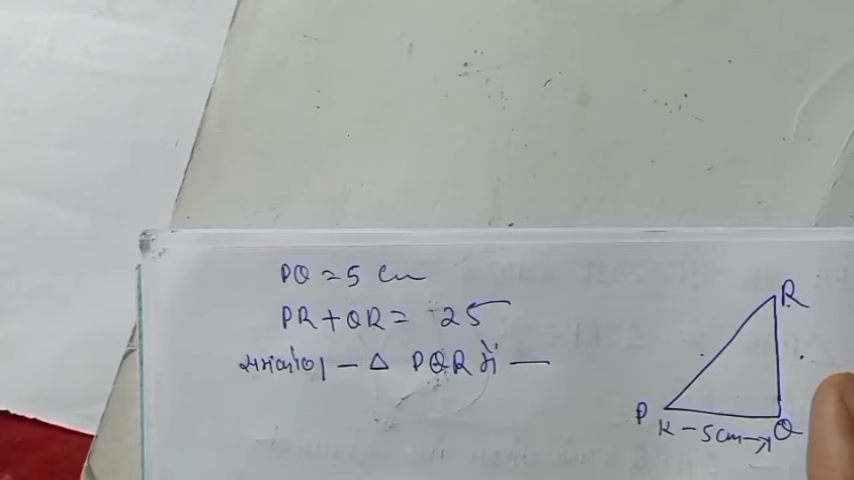 PQ = 5 cm
PR + QR = 25
समकोण — Δ PQR में —
R
P
Q
5cm